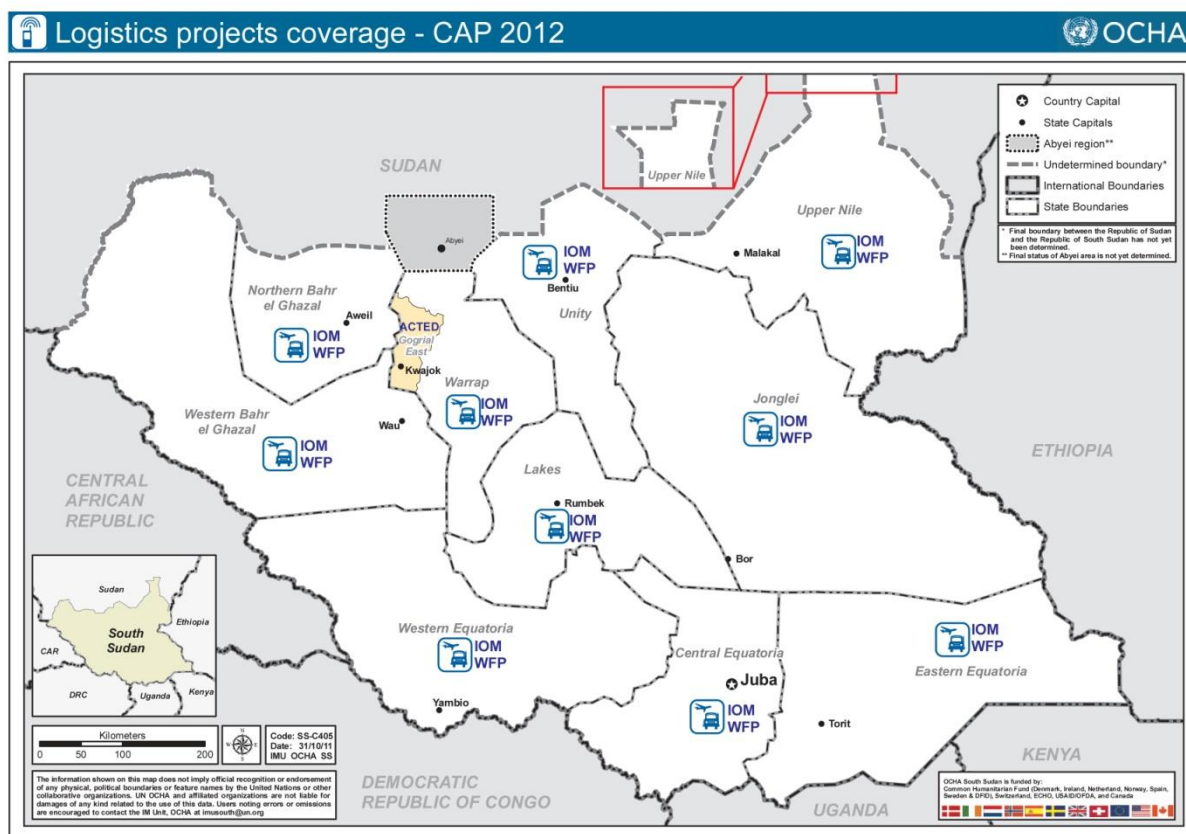 Logistics projects coverage - CAP 2012
OCHA
Country Capital
State Capitals
Abyei region**
Undetermined boundary*
International Boundaries
State Boundaries
* Final boundary between the Republic of Sudan
and the Republic of South Sudan has not yet
been determined.
** Final status of Abyei area is not yet determined.
SUDAN
Upper Nile
Upper Nile
IOM
WFP
Malakal
Abyei
IOM
WFP
Bentiu
Unity
Northern Bahr
el Ghazal
Aweil
IOM
WFP
ACTED
Gogrial
East
Kwajok
Warrap
IOM
WFP
Western Bahr
el Ghazal
Wau
IOM
WFP
Jonglei
IOM
WFP
ETHIOPIA
CENTRAL
AFRICAN
REPUBLIC
Lakes
Rumbek
IOM
WFP
Bor
Western Equatoria
IOM
WFP
Yambio
Central Equatoria
Juba
IOM
WFP
IOM
WFP
Eastern Equatoria
Torit
KENYA
UGANDA
DEMOCRATIC
REPUBLIC OF CONGO
Sudan
Ethiopia
South
Sudan
CAR
DRC
Uganda
Kenya
Kilometers
0 50 100 200
N
W E
S
Code: SS-C405
Date: 31/10/11
IMU OCHA SS
The information shown on this map does not imply official recognition or endorsement
of any physical, political boundaries or feature names by the United Nations or other
collaborative organizations. UN OCHA and affiliated organizations are not liable for
damages of any kind related to the use of this data. Users noting errors or omissions
are encouraged to contact the IM Unit, OCHA at imusouth@un.org
OCHA South Sudan is funded by:
Common Humanitarian Fund (Denmark, Ireland, Netherland, Norway, Spain,
Sweden & DFID), Switzerland, ECHO, USAID/OFDA, and Canada